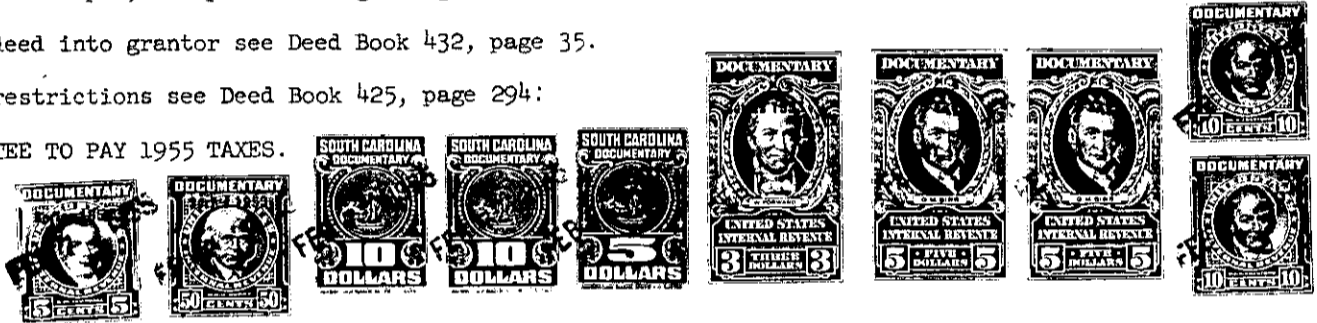 deed into grantor see Deed Book 432, page 35.
restrictions see Deed Book 425, page 294:
TEE TO PAY 1955 TAXES.
DOCUMENTARY
5 CENTS 5
DOCUMENTARY
50 CENTS 50
SOUTH CAROLINA
DOCUMENTARY
10
DOLLARS
SOUTH CAROLINA
DOCUMENTARY
10
DOLLARS
SOUTH CAROLINA
DOCUMENTARY
5
DOLLARS
DOCUMENTARY
UNITED STATES
INTERNAL REVENUE
3 THREE DOLLARS 3
DOCUMENTARY
UNITED STATES
INTERNAL REVENUE
5 FIVE DOLLARS 5
DOCUMENTARY
UNITED STATES
INTERNAL REVENUE
5 FIVE DOLLARS 5
DOCUMENTARY
10 CENTS 10
DOCUMENTARY
10 CENTS 10